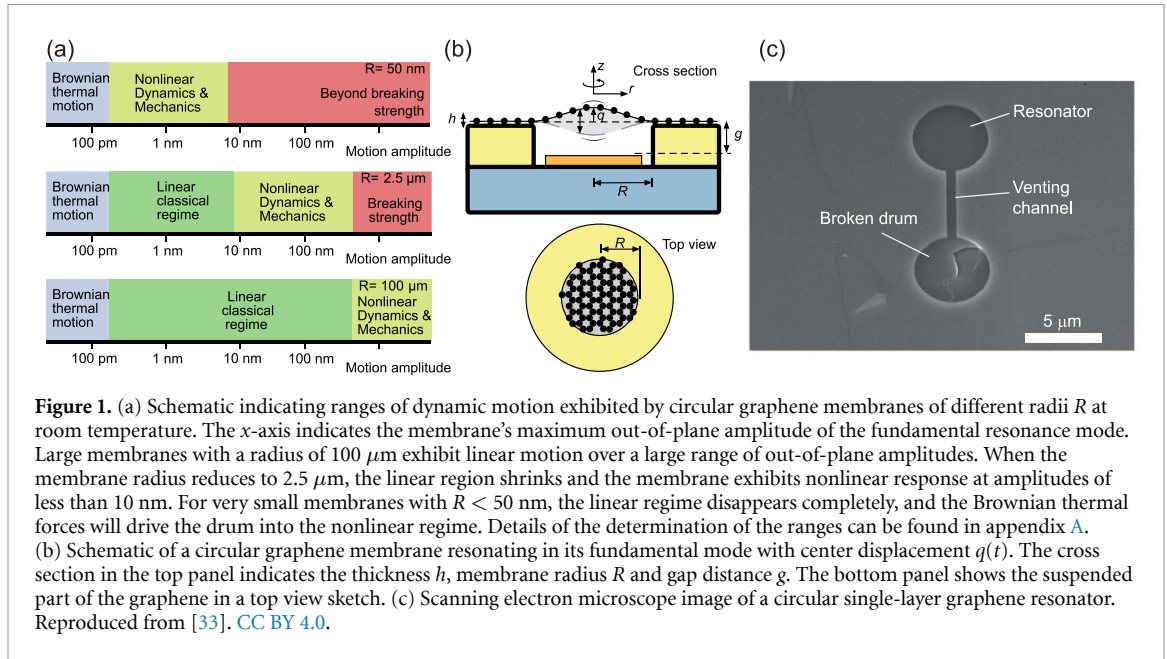 (a)
Brownian
thermal
motion
Nonlinear
Dynamics &
Mechanics
R= 50 nm
Beyond breaking
strength
100 pm
1 nm
10 nm
100 nm
Motion amplitude
Brownian
thermal
motion
Linear
classical
regime
Nonlinear
Dynamics &
Mechanics
R= 2.5 µm
Breaking
strength
100 pm
1 nm
10 nm
100 nm
Motion amplitude
Brownian
thermal
motion
Linear
classical
regime
R= 100 µm
Nonlinear
Dynamics &
Mechanics
100 pm
1 nm
10 nm
100 nm
Motion amplitude
(b)
z
Cross section
r
h
q
g
R
R
Top view
(c)
Resonator
Venting
channel
Broken drum
5 µm
Figure 1. (a) Schematic indicating ranges of dynamic motion exhibited by circular graphene membranes of different radii R at
room temperature. The x-axis indicates the membrane's maximum out-of-plane amplitude of the fundamental resonance mode.
Large membranes with a radius of 100 µm exhibit linear motion over a large range of out-of-plane amplitudes. When the
membrane radius reduces to 2.5 µm, the linear region shrinks and the membrane exhibits nonlinear response at amplitudes of
less than 10 nm. For very small membranes with R < 50 nm, the linear regime disappears completely, and the Brownian thermal
forces will drive the drum into the nonlinear regime. Details of the determination of the ranges can be found in appendix A.
(b) Schematic of a circular graphene membrane resonating in its fundamental mode with center displacement q(t). The cross
section in the top panel indicates the thickness h, membrane radius R and gap distance g. The bottom panel shows the suspended
part of the graphene in a top view sketch. (c) Scanning electron microscope image of a circular single-layer graphene resonator.
Reproduced from [33]. CC BY 4.0.